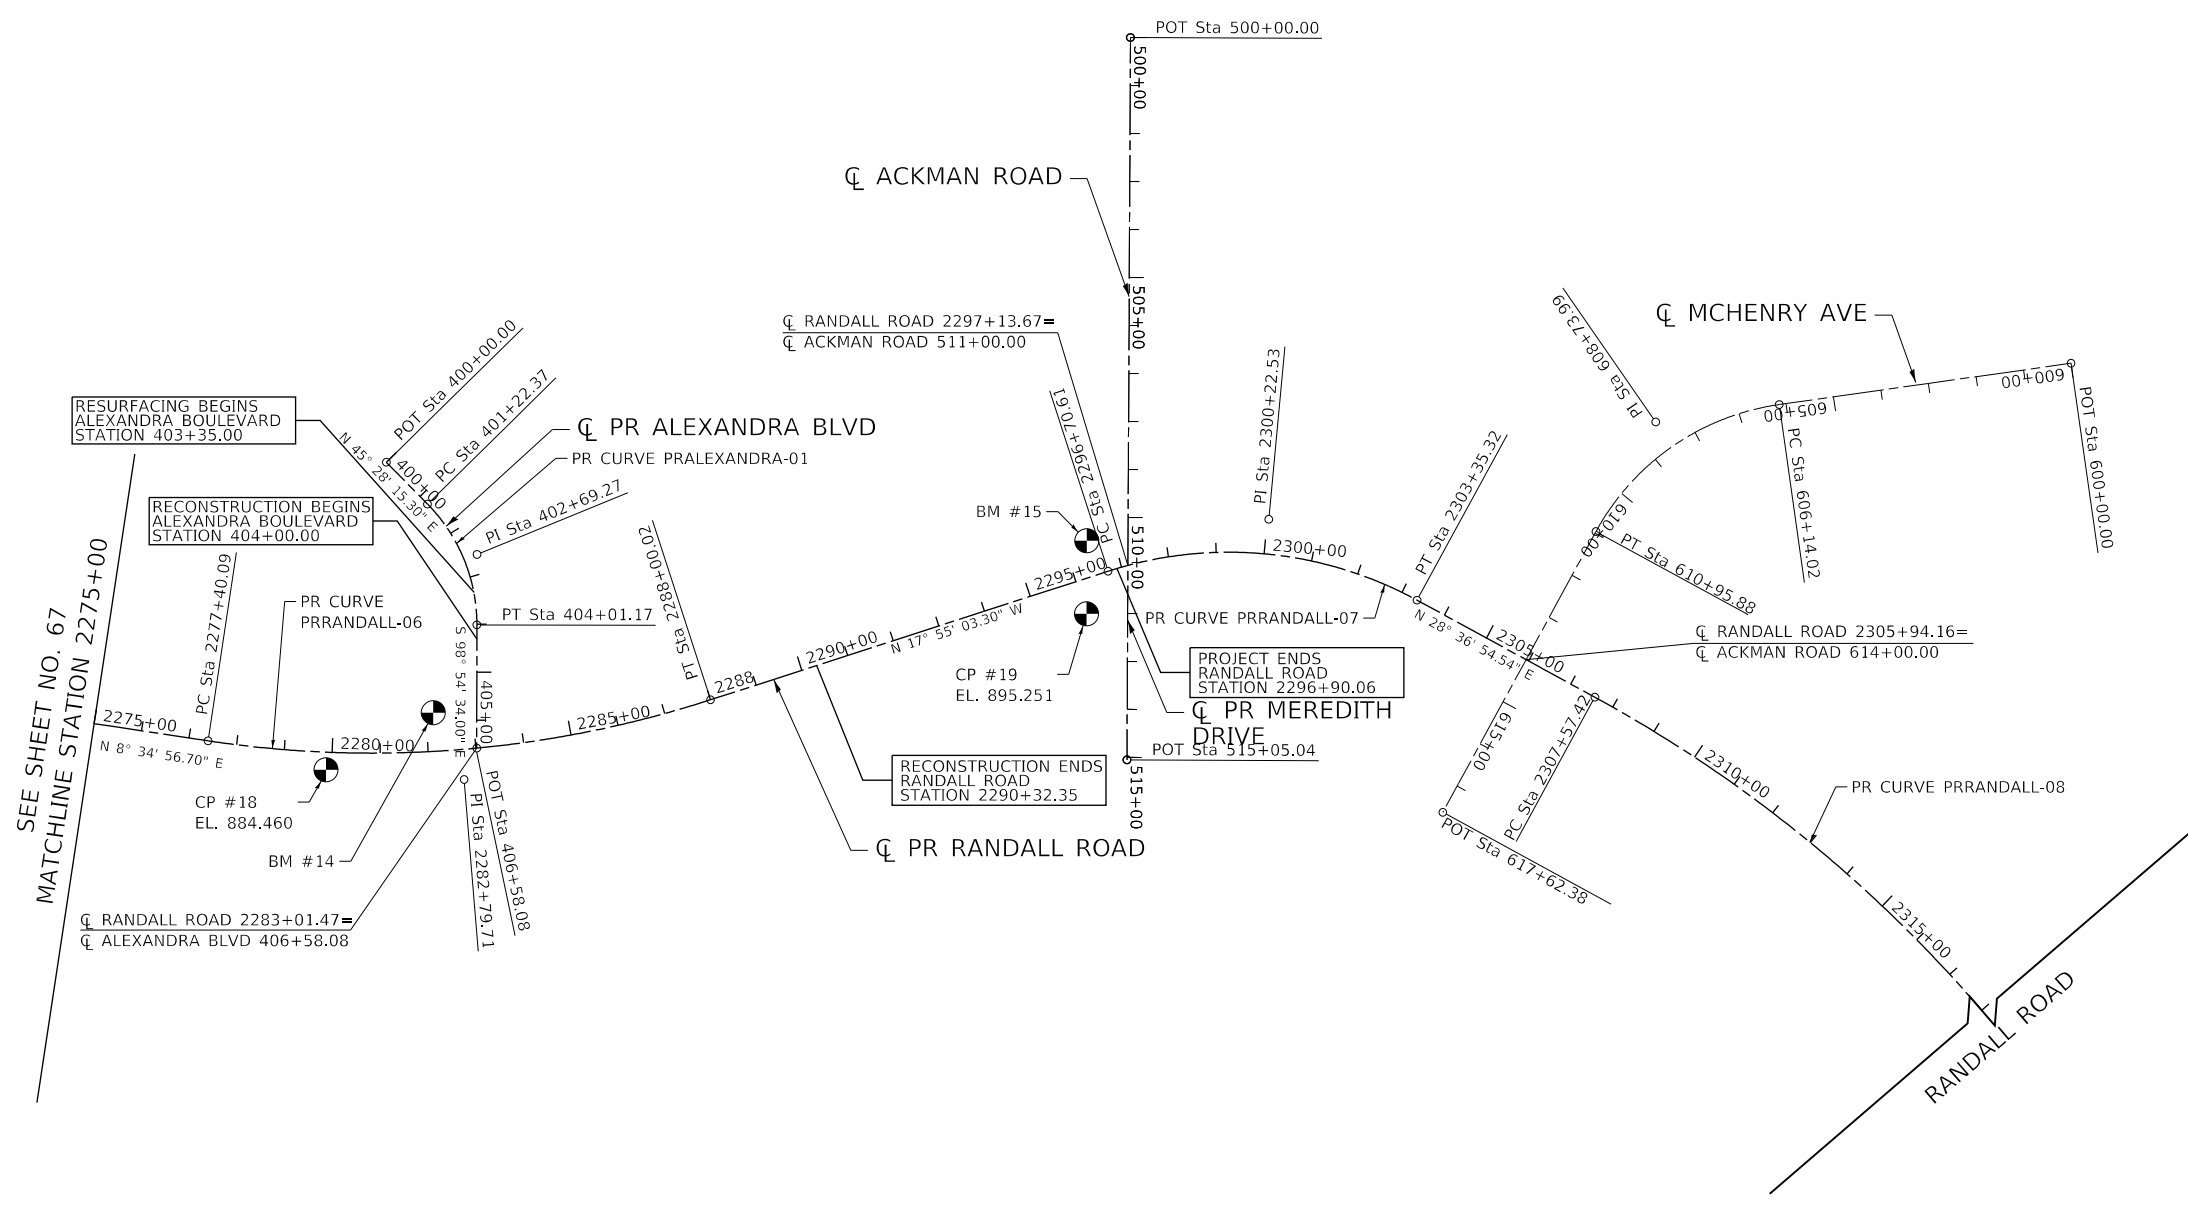 POT Sta 500+00.00
500+00
℄ ACKMAN ROAD
505+00
℄ RANDALL ROAD 2297+13.67=
℄ ACKMAN ROAD 511+00.00
PI Sta 608+73.99
℄ MCHENRY AVE
600+00
POT Sta 600+00.00
605+00
PC Sta 606+14.02
610+00
PT Sta 610+95.88
RESURFACING BEGINS
ALEXANDRA BOULEVARD
STATION 403+35.00
POT Sta 400+00.00
400+00
PC Sta 401+22.37
N 45° 28' 15.30" E
℄ PR ALEXANDRA BLVD
PR CURVE PRALEXANDRA-01
PI Sta 402+69.27
RECONSTRUCTION BEGINS
ALEXANDRA BOULEVARD
STATION 404+00.00
PC Sta 2296+70.61
PI Sta 2300+22.53
PT Sta 2303+35.32
BM #15
510+00
2300+00
2295+00
SEE SHEET NO. 67
MATCHLINE STATION 2275+00
PC Sta 2277+40.09
PR CURVE
PRRANDALL-06
PT Sta 404+01.17
S 98° 54' 34.00" E
405+00
PT Sta 2288+00.02
2288
2290+00
N 17° 55' 03.30" W
PR CURVE PRRANDALL-07
N 28° 36' 54.54" E
2305+00
℄ RANDALL ROAD 2305+94.16=
℄ ACKMAN ROAD 614+00.00
CP #19
EL. 895.251
PROJECT ENDS
RANDALL ROAD
STATION 2296+90.06
℄ PR MEREDITH
DRIVE
POT Sta 515+05.04
515+00
2275+00
N 8° 34' 56.70" E
2280+00
2285+00
CP #18
EL. 884.460
BM #14
RECONSTRUCTION ENDS
RANDALL ROAD
STATION 2290+32.35
℄ PR RANDALL ROAD
PI Sta 2282+79.71
POT Sta 406+58.08
℄ RANDALL ROAD 2283+01.47=
℄ ALEXANDRA BLVD 406+58.08
615+00
PC Sta 2307+57.42
POT Sta 617+62.38
2310+00
PR CURVE PRRANDALL-08
2315+00
RANDALL ROAD